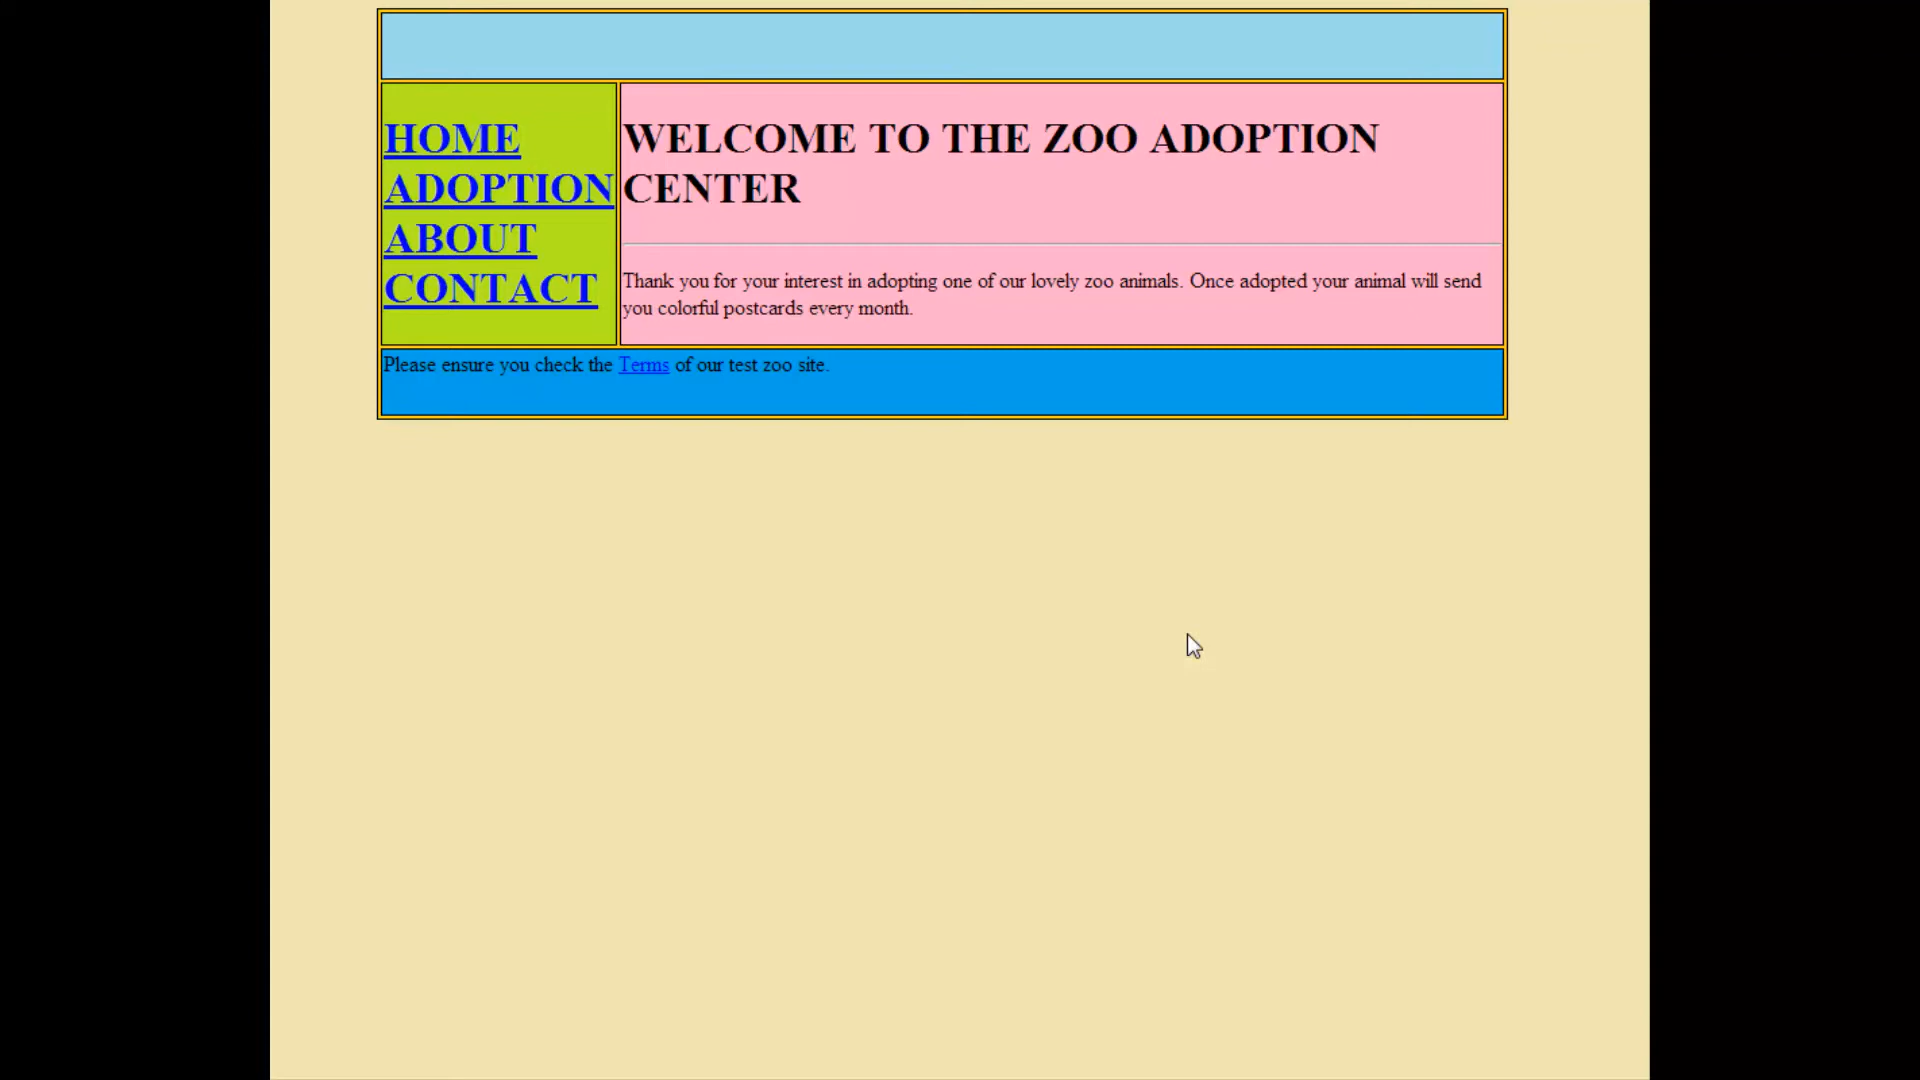 HOME
ADOPTION
ABOUT
CONTACT
WELCOME TO THE ZOO ADOPTION
CENTER
Thank you for your interest in adopting one of our lovely zoo animals. Once adopted your animal will send
you colorful postcards every month.
Please ensure you check the Terms of our test zoo site.